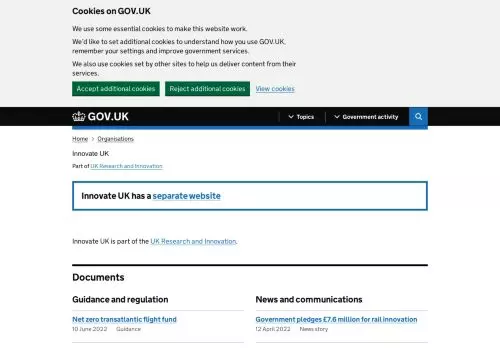 Cookies on GOV.UK
We use some essential cookies to make this website work.
We'd like to set additional cookies to understand how you use GOV.UK,
remember your settings and improve government services.
We also use cookies set by other sites to help us deliver content from their
services.
Accept additional cookies Reject additional cookies View cookies
GOV.UK Topics Government activity
Home Organisations
Innovate UK
Part of UK Research and Innovation
Innovate UK has a separate website
Innovate UK is part of the UK Research and Innovation.
Documents
Guidance and regulation News and communications
Net zero transatlantic flight fund Government pledges £7.6 million for rail innovation
10 June 2022 Guidance 12 April 2022 News story